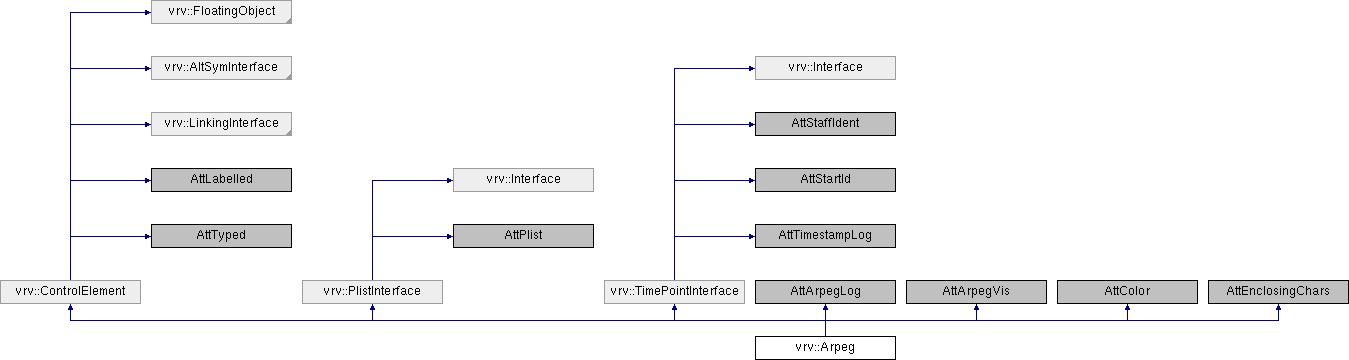 vrv::FloatingObject
vrv::AltSymInterface
vrv::Interface
vrv::LinkingInterface
AttStaffIdent
AttLabelled
vrv::Interface
AttStartId
AttTyped
AttPlist
AttTimestampLog
vrv::ControlElement
vrv::PlistInterface
vrv::TimePointInterface
AttArpegLog
AttArpegVis
AttColor
AttEnclosingChars
vrv::Arpeg